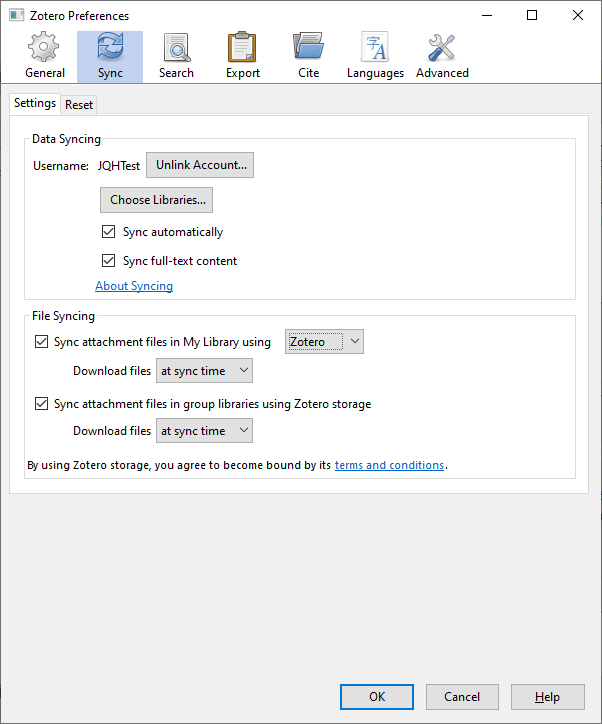 Zotero Preferences
General Sync Search Export Cite Languages Advanced
Settings Reset
Data Syncing
Username: JQHTest Unlink Account...
Choose Libraries...
Sync automatically
Sync full-text content
About Syncing
File Syncing
Sync attachment files in My Library using Zotero
Download files at sync time
Sync attachment files in group libraries using Zotero storage
Download files at sync time
By using Zotero storage, you agree to become bound by its terms and conditions.
OK Cancel Help